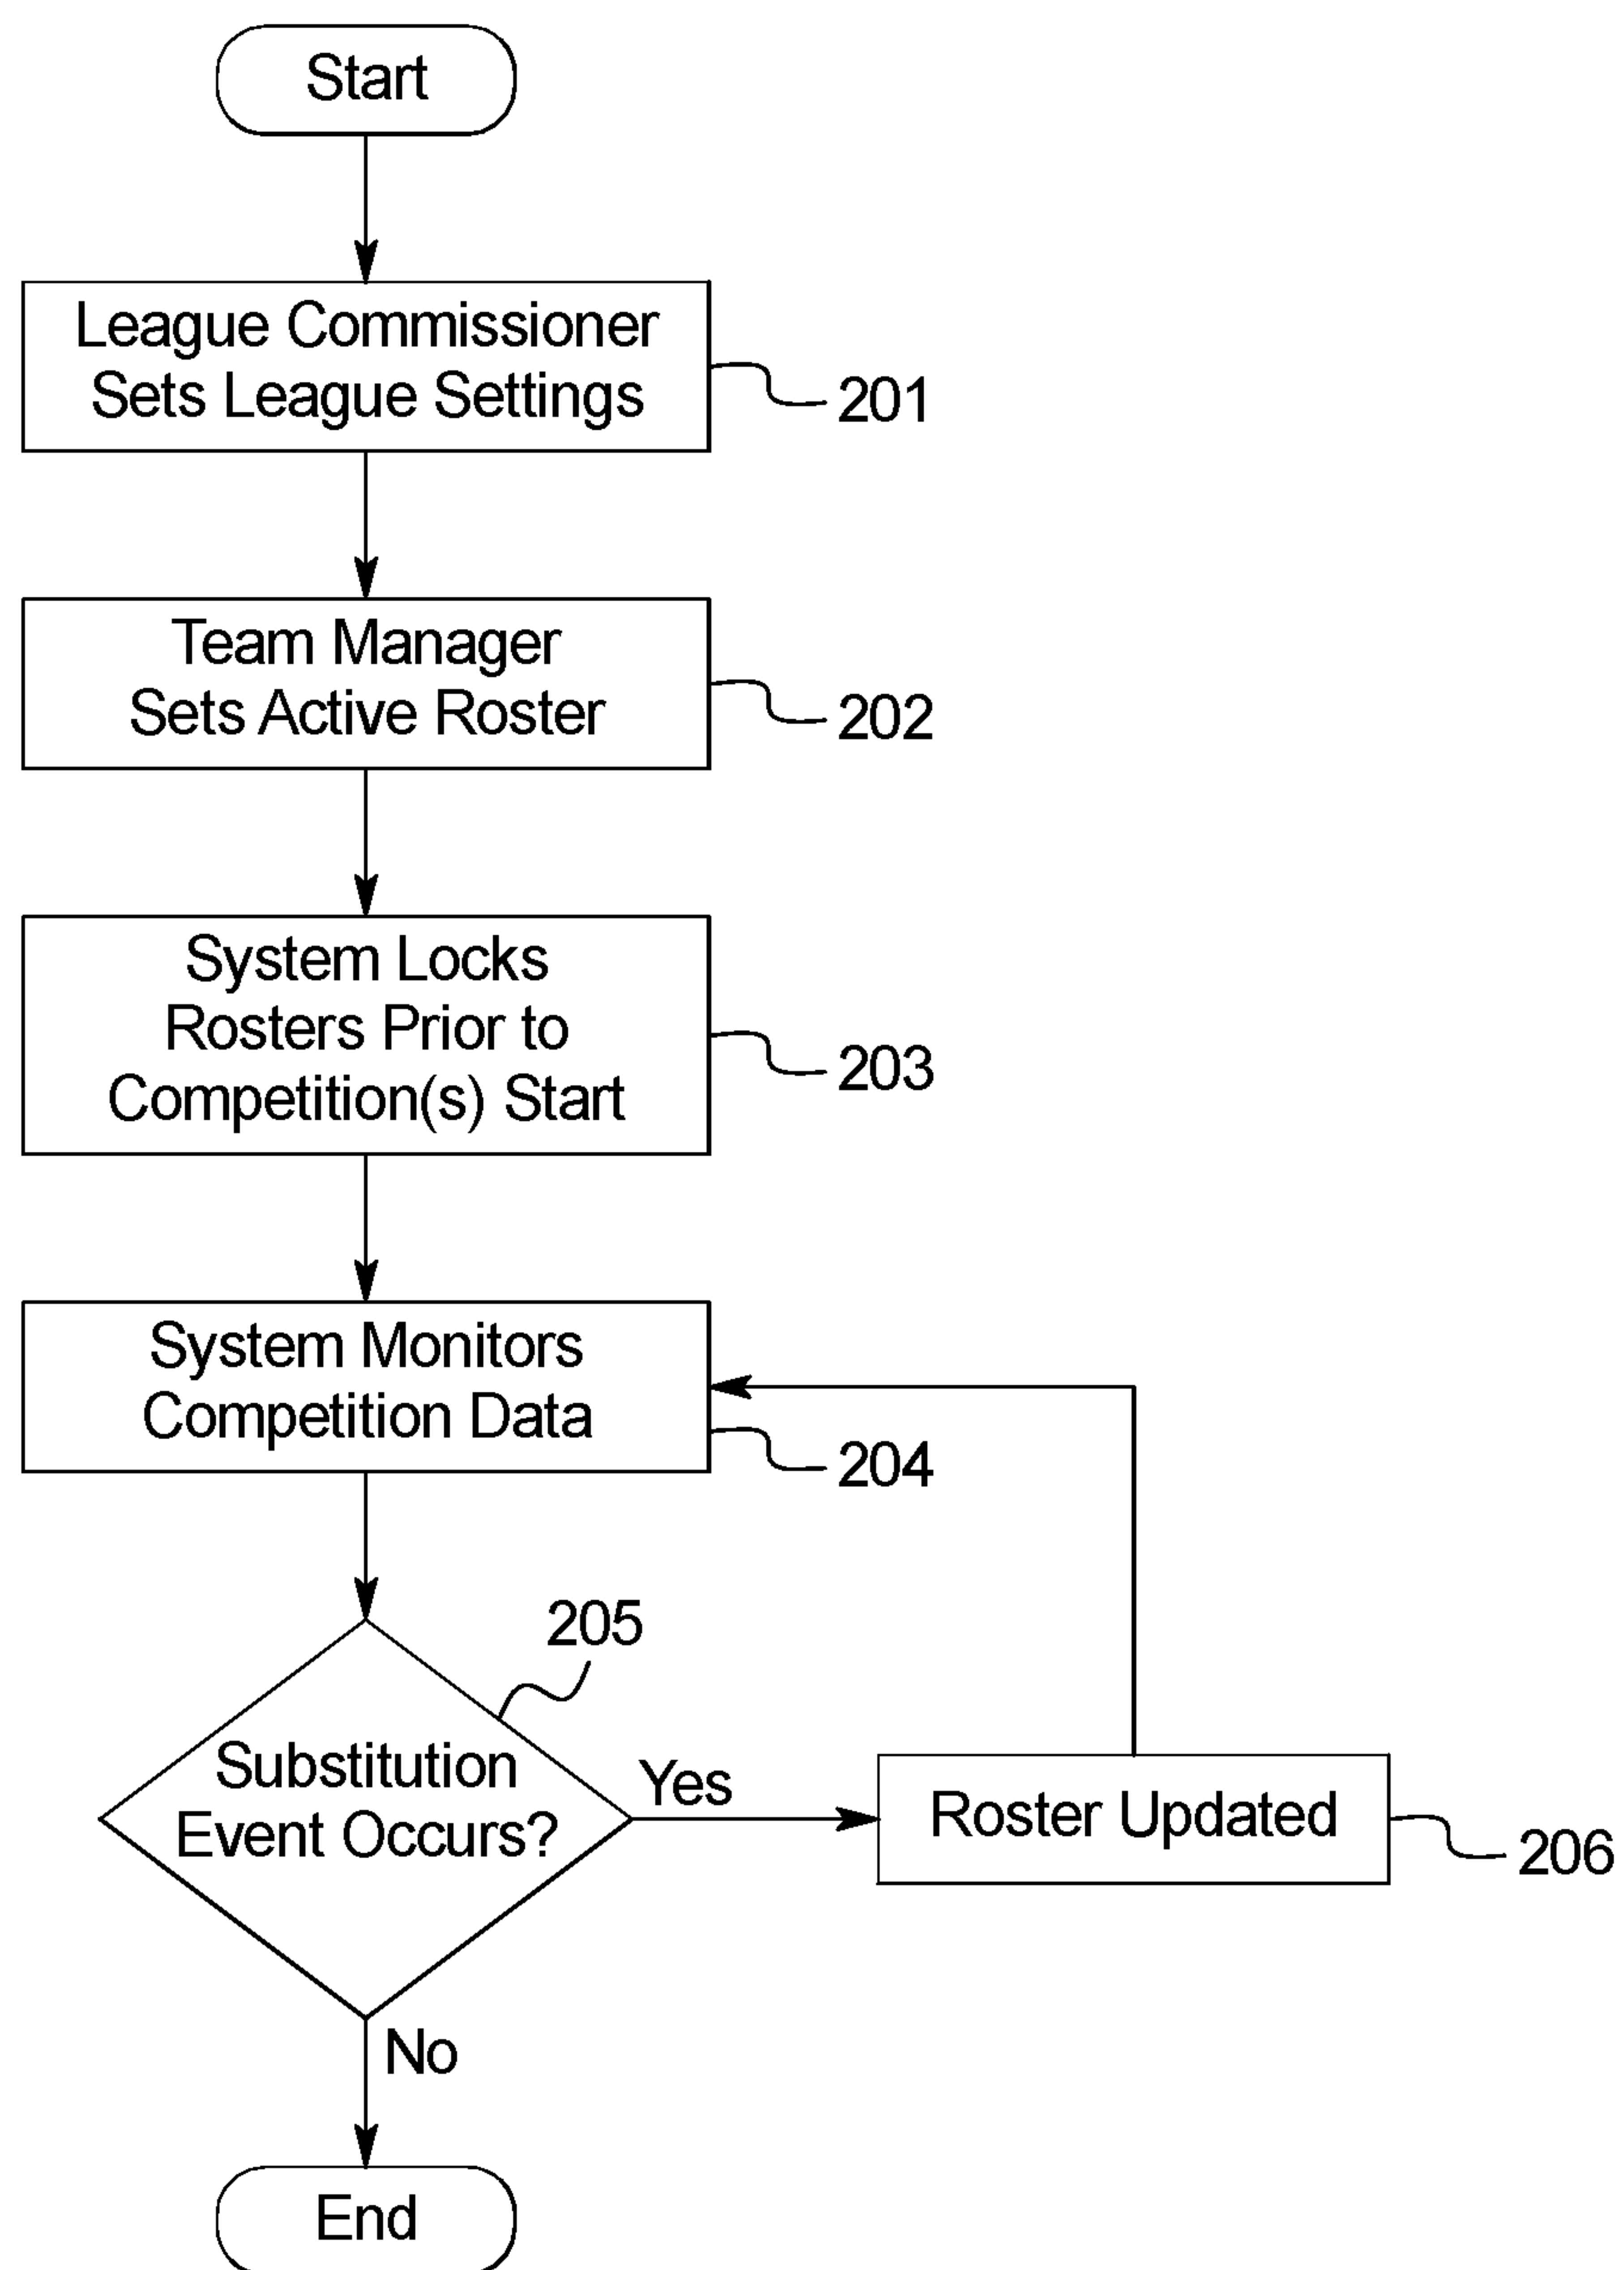 Start
League Commissioner
Sets League Settings
201
Team Manager
Sets Active Roster
202
System Locks
Rosters Prior to
Competition(s) Start
203
System Monitors
Competition Data
204
205
Substitution
Event Occurs?
Yes
Roster Updated
206
No
End